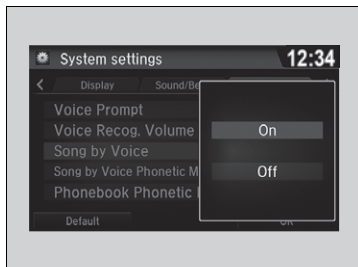 System settings 12:34
Display Sound/Be
Voice Prompt
Voice Recog. Volume
On
Song by Voice
Song by Voice Phonetic M
Off
Phonebook Phonetic
Default